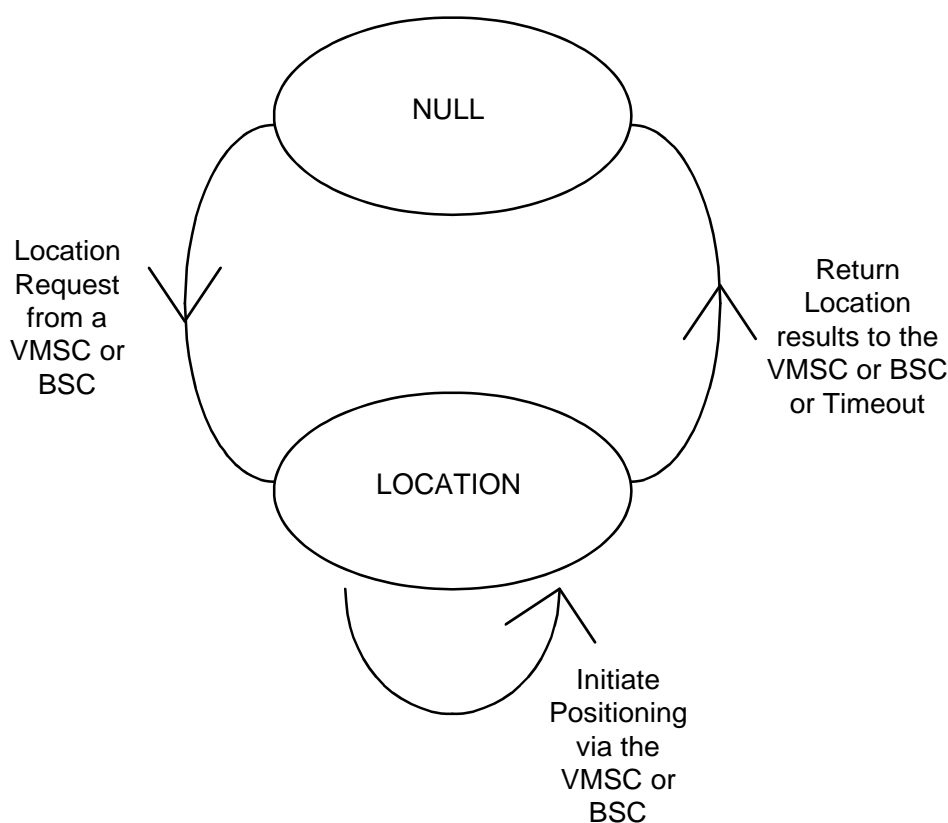 NULL
Location
Request
from a
VMSC or
BSC
Return
Location
results to the
VMSC or BSC
or Timeout
LOCATION
Initiate
Positioning
via the
VMSC or
BSC